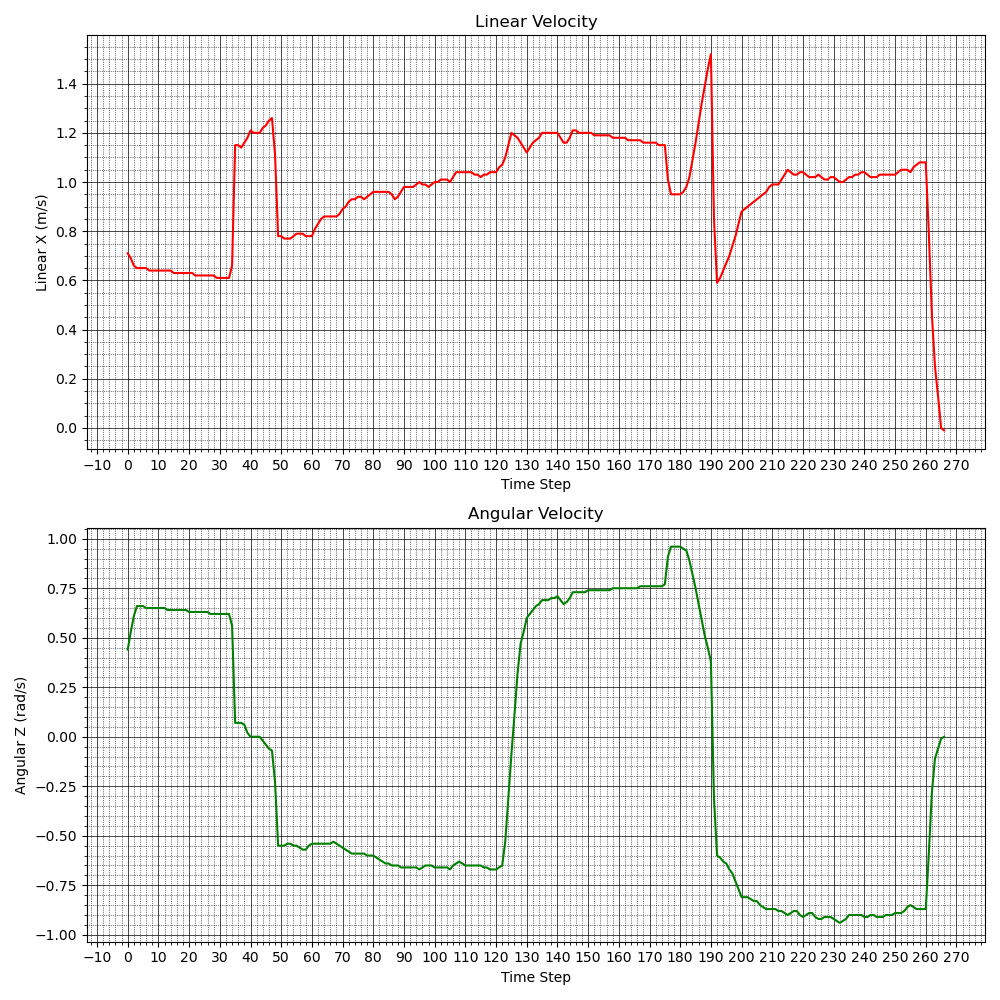 Linear Velocity
Linear X (m/s)
1.4
1.2
1.0
0.8
0.6
0.4
0.2
0.0
−10 0 10 20 30 40 50 60 70 80 90 100 110 120 130 140 150 160 170 180 190 200 210 220 230 240 250 260 270
Time Step
Angular Velocity
Angular Z (rad/s)
1.00
0.75
0.50
0.25
0.00
−0.25
−0.50
−0.75
−1.00
−10 0 10 20 30 40 50 60 70 80 90 100 110 120 130 140 150 160 170 180 190 200 210 220 230 240 250 260 270
Time Step